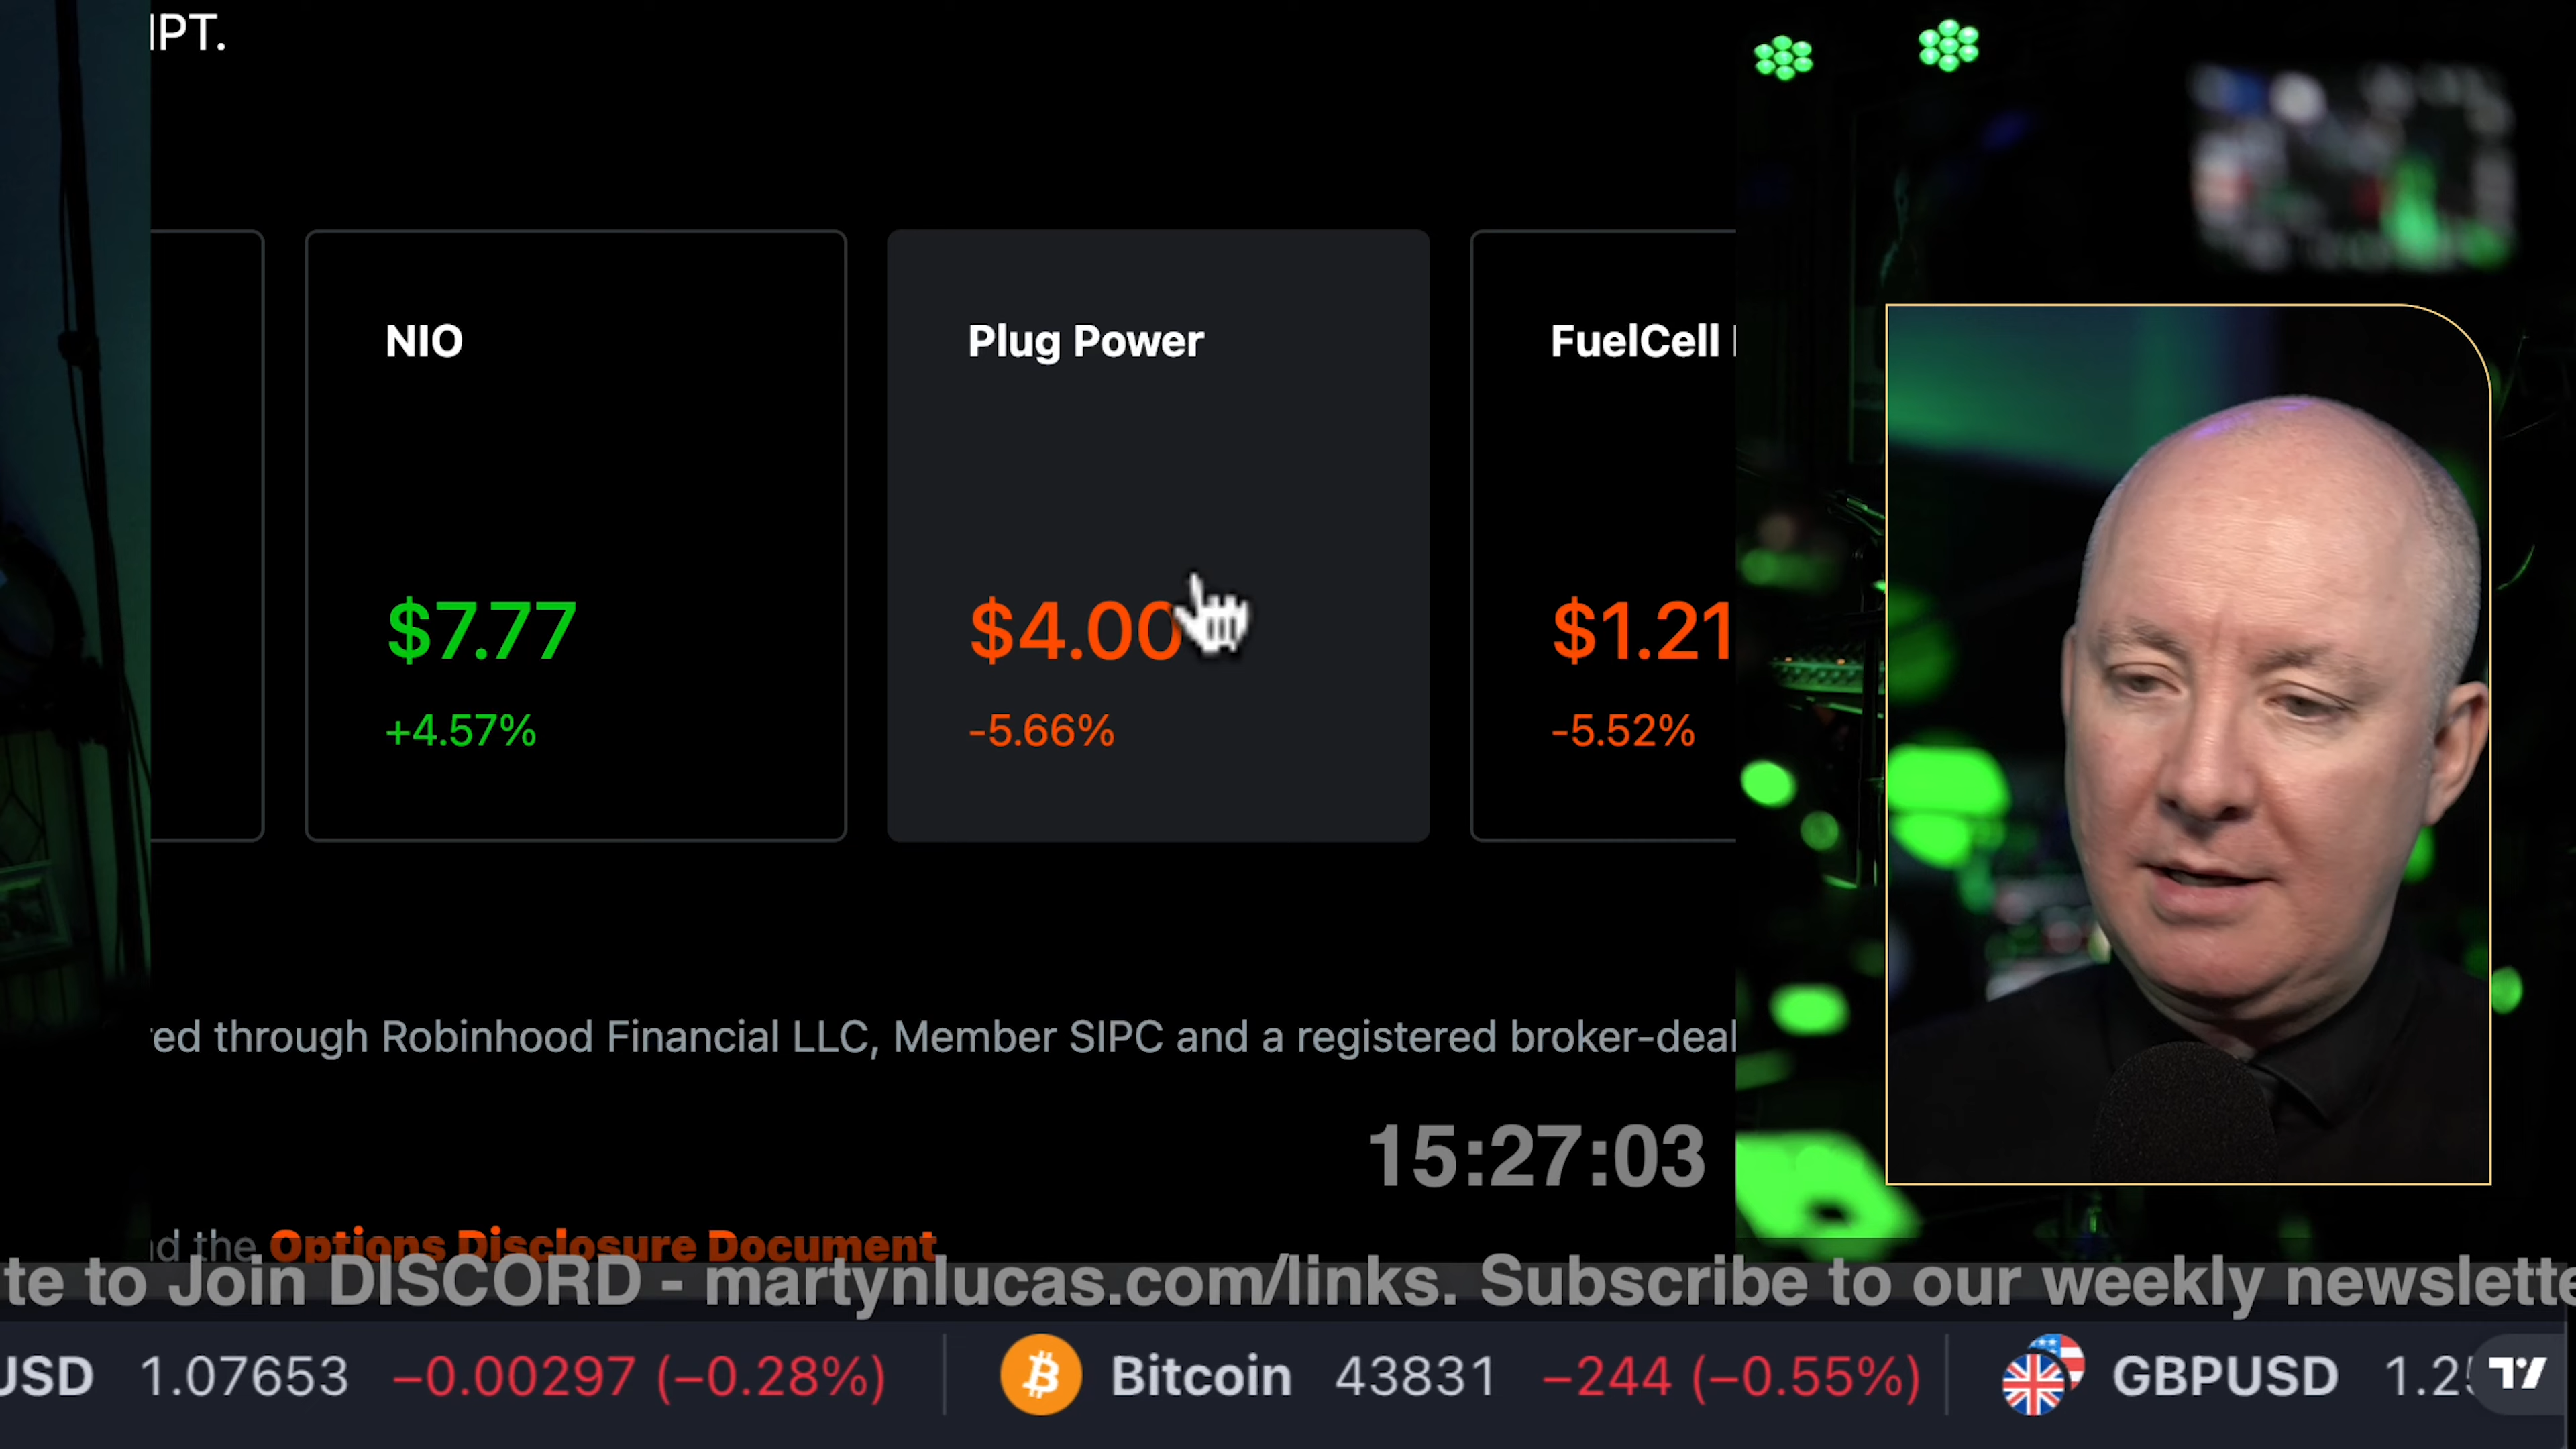 IPT.
NIO
$7.77
+4.57%
Plug Power
$4.00
-5.66%
FuelCell
$1.21
-5.52%
red through Robinhood Financial LLC, Member SIPC and a registered broker-deal
15:27:03
d the Options Disclosure Document
te to Join DISCORD - martynlucas.com/links. Subscribe to our weekly newslette
USD 1.07653 −0.00297 (−0.28%) Bitcoin 43831 −244 (−0.55%) GBPUSD 1.25